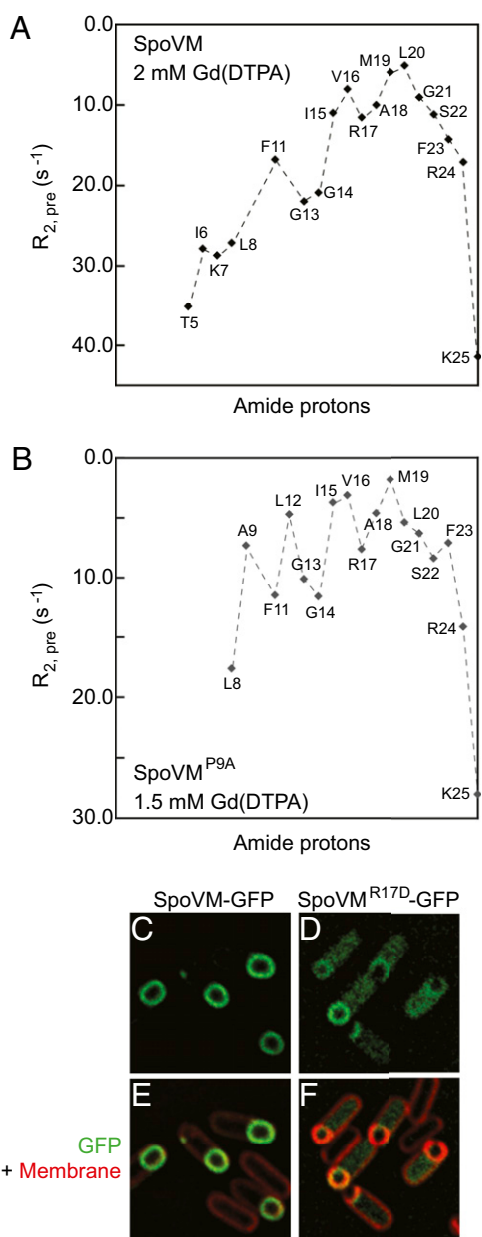 A
SpoVM
2 mM Gd(DTPA)
R2, pre (s-1)
0.0
10.0
20.0
30.0
40.0
T5
I6
K7
L8
F11
G13
G14
I15
V16
R17
A18
M19
L20
G21
S22
F23
R24
K25
Amide protons
B
R2, pre (s-1)
0.0
10.0
20.0
30.0
L8
A9
F11
L12
G13
G14
I15
V16
R17
A18
M19
G21
L20
S22
F23
R24
K25
SpoVMP9A
1.5 mM Gd(DTPA)
Amide protons
SpoVM-GFP
SpoVMR17D-GFP
C
D
E
F
GFP
+ Membrane